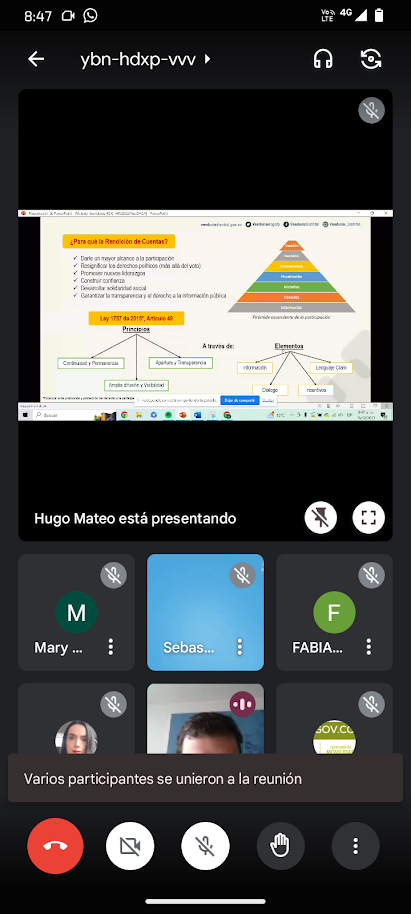 8:47
Vo LTE 4G
ybn-hdxp-vvv
¿Para qué la Rendición de Cuentas?
Darle un mayor alcance a la participación
Resignificar los derechos políticos (más allá del voto)
Promover nuevos liderazgos
Construir confianza
Desarrollar solidaridad social
Garantizar la transparencia y el derecho a la información pública
Información
Pirámide ascendente de la participación
Ley 1757 de 2015*, Artículo 49
Principios
A través de:
Elementos
Continuidad y Permanencia
Apertura y Transparencia
Amplia difusión y Visibilidad
Información
Lenguaje Claro
Diálogo
Incentivos
Buscar
Hugo Mateo está presentando
M
Mary ...
Sebas...
F
FABIA...
GOV.CO
MOVILIDAD
Varios participantes se unieron a la reunión